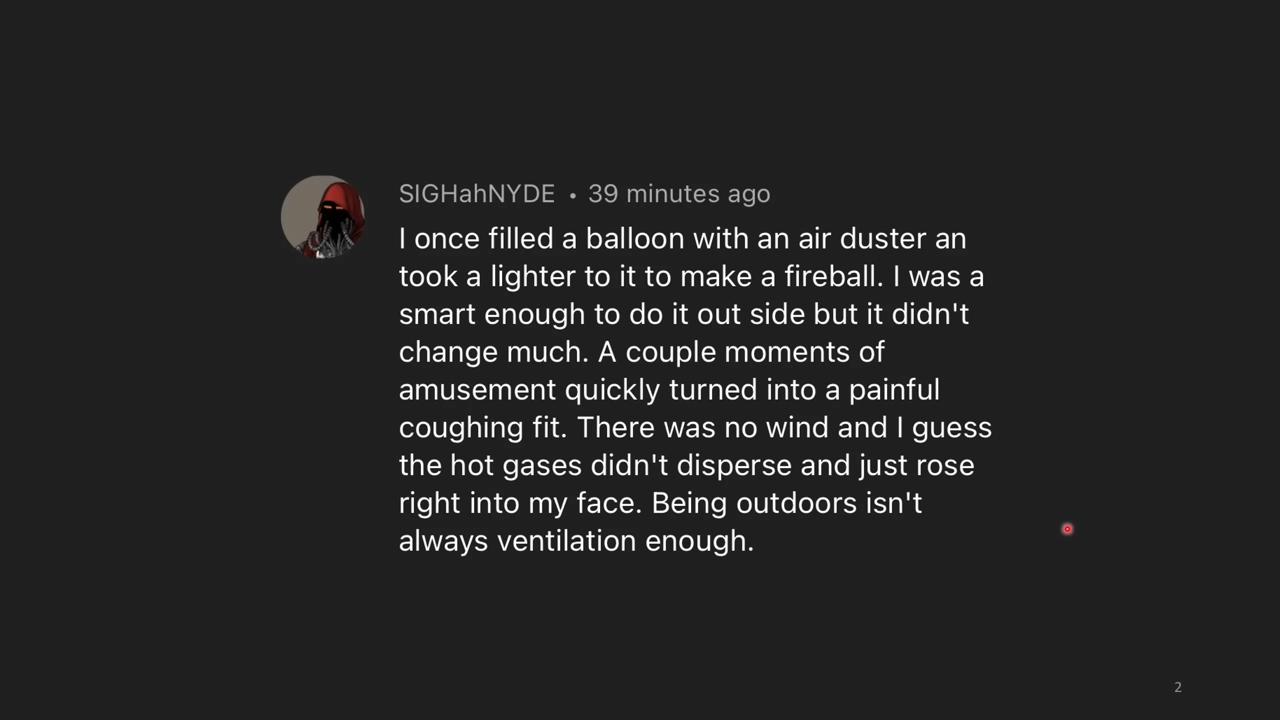 SIGHahNYDE • 39 minutes ago
I once filled a balloon with an air duster an
took a lighter to it to make a fireball. I was a
smart enough to do it out side but it didn't
change much. A couple moments of
amusement quickly turned into a painful
coughing fit. There was no wind and I guess
the hot gases didn't disperse and just rose
right into my face. Being outdoors isn't
always ventilation enough.
2